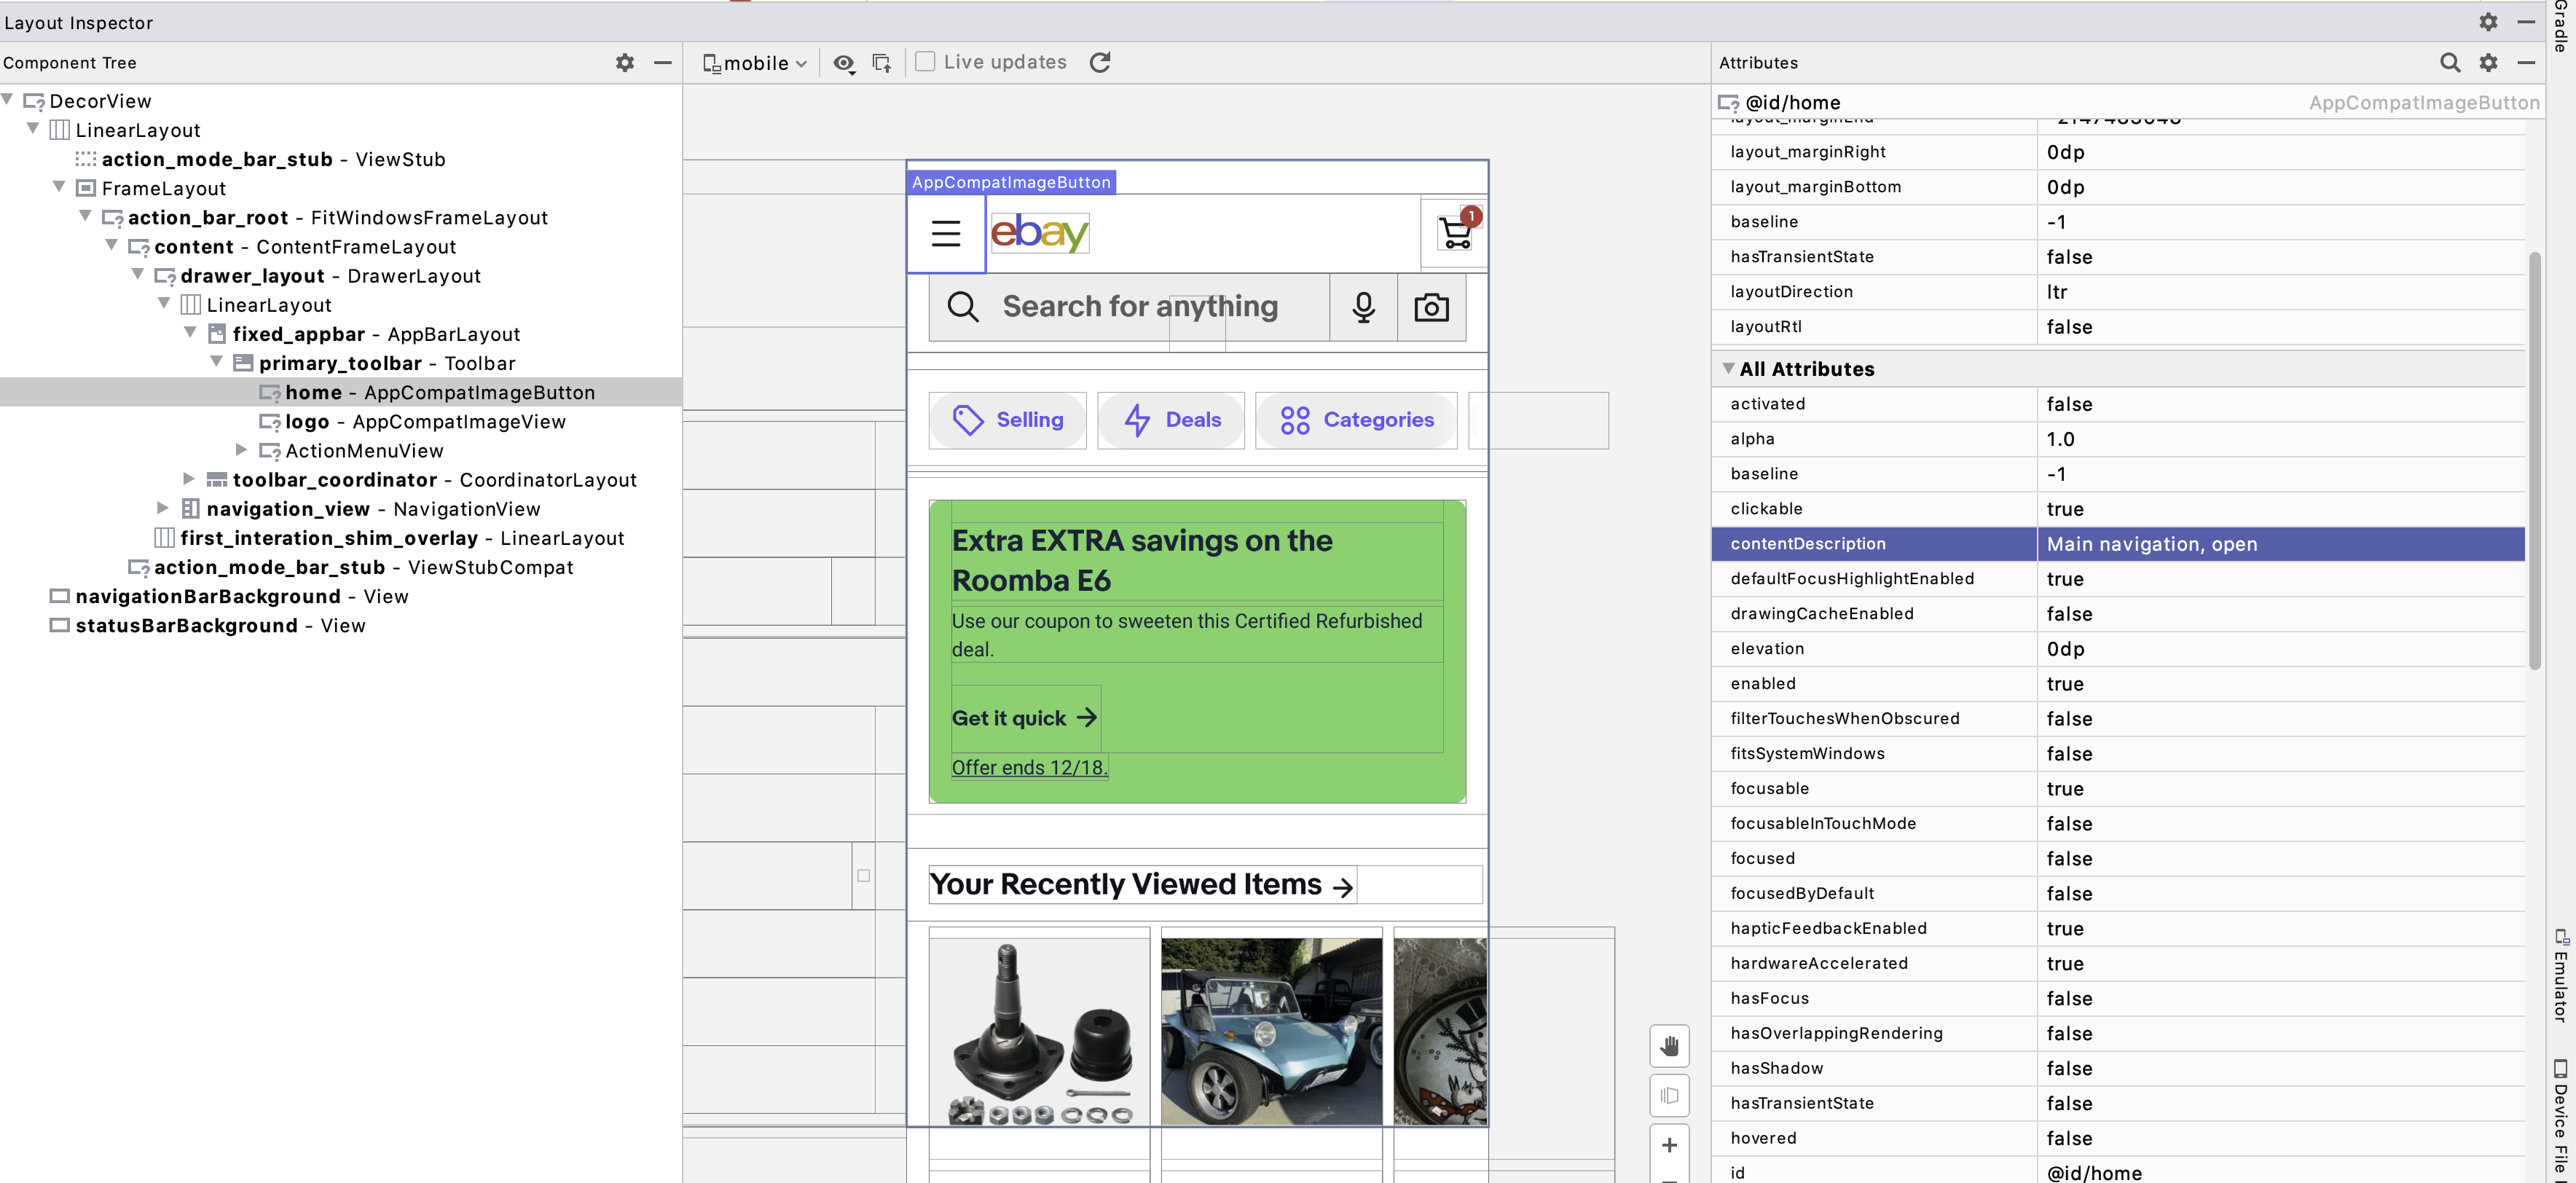 Layout Inspector
Component Tree
DecorView
LinearLayout
action_mode_bar_stub - ViewStub
FrameLayout
action_bar_root - FitWindowsFrameLayout
content - ContentFrameLayout
drawer_layout - DrawerLayout
LinearLayout
fixed_appbar - AppBarLayout
primary_toolbar - Toolbar
home - AppCompatImageButton
logo - AppCompatImageView
ActionMenuView
toolbar_coordinator - CoordinatorLayout
navigation_view - NavigationView
first_interation_shim_overlay - LinearLayout
action_mode_bar_stub - ViewStubCompat
navigationBarBackground - View
statusBarBackground - View
mobile
Live updates
AppCompatImageButton
ebay
1
Search for anything
Selling
Deals
Categories
Extra EXTRA savings on the
Roomba E6
Use our coupon to sweeten this Certified Refurbished
deal.
Get it quick →
Offer ends 12/18.
Your Recently Viewed Items →
Attributes
@id/home AppCompatImageButton
layout_marginEnd -2147483648
layout_marginRight 0dp
layout_marginBottom 0dp
baseline -1
hasTransientState false
layoutDirection ltr
layoutRtl false
All Attributes
activated false
alpha 1.0
baseline -1
clickable true
contentDescription Main navigation, open
defaultFocusHighlightEnabled true
drawingCacheEnabled false
elevation 0dp
enabled true
filterTouchesWhenObscured false
fitsSystemWindows false
focusable true
focusableInTouchMode false
focused false
focusedByDefault false
hapticFeedbackEnabled true
hardwareAccelerated true
hasFocus false
hasOverlappingRendering false
hasShadow false
hasTransientState false
hovered false
id @id/home
Gradle
Emulator
Device File